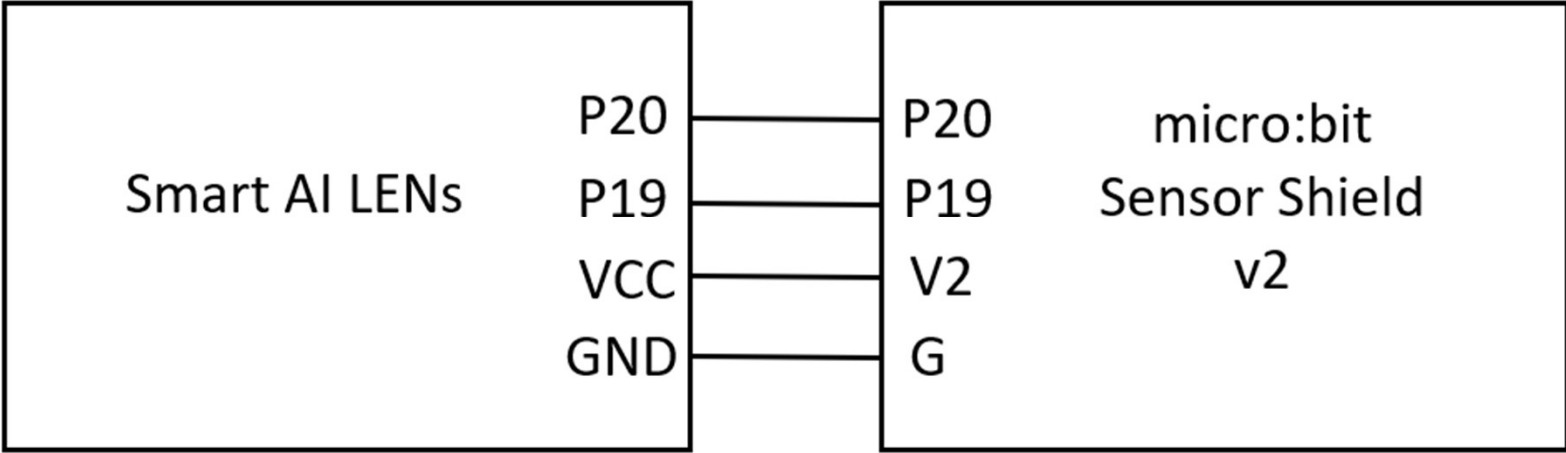 Smart AI LENs
P20
P19
VCC
GND
P20
P19
V2
G
micro:bit
Sensor Shield
v2